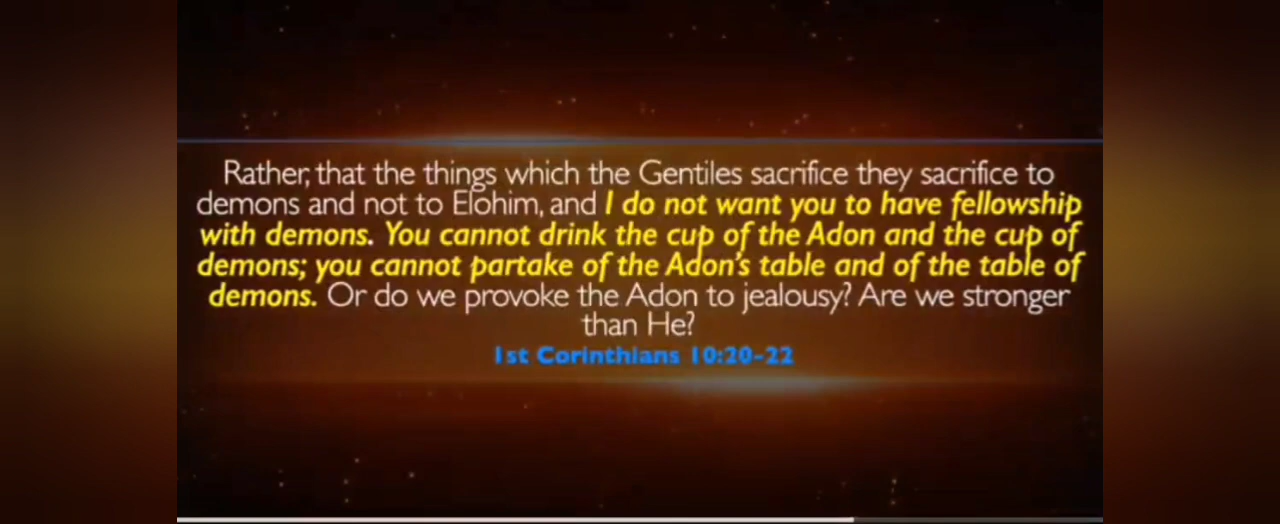 Rather, that the things which the Gentiles sacrifice they sacrifice to
demons and not to Elohim, and I do not want you to have fellowship
with demons. You cannot drink the cup of the Adon and the cup of
demons; you cannot partake of the Adon's table and of the table of
demons. Or do we provoke the Adon to jealousy? Are we stronger
than He?
1st Corinthians 10:20-22